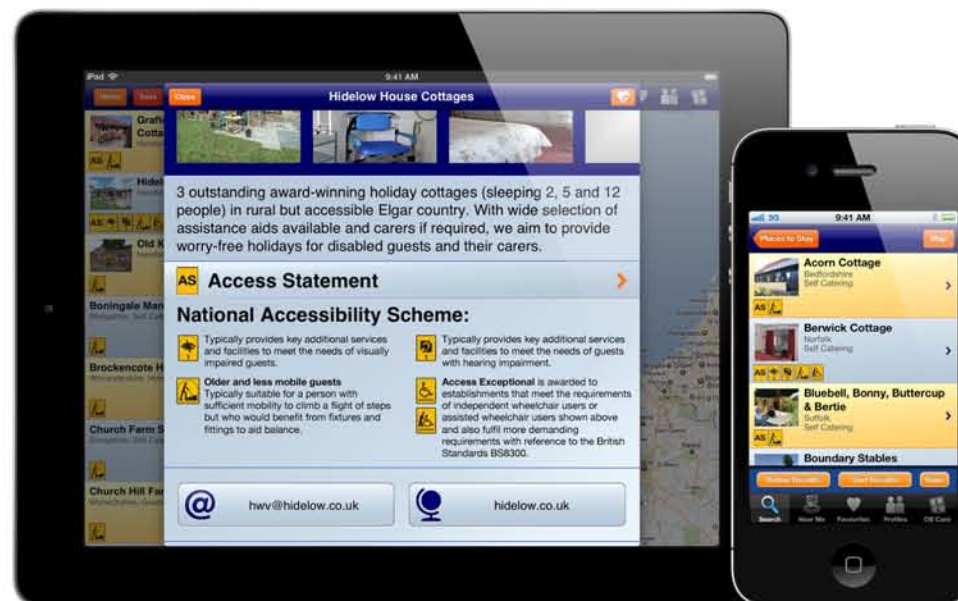 iPad
9:41 AM
Home
Close
Hidelow House Cottages
AS
AS
Old K
Boningale Man
Brockencote H
Church Farm S
Church Hill Far
3 outstanding award-winning holiday cottages (sleeping 2, 5 and 12
people) in rural but accessible Elgar country. With wide selection of
assistance aids available and carers if required, we aim to provide
worry-free holidays for disabled guests and their carers.
AS Access Statement
National Accessibility Scheme:
Typically provides key additional services
and facilities to meet the needs of visually
impaired guests.
Older and less mobile guests
Typically suitable for a person with
sufficient mobility to climb a flight of steps
but who would benefit from fixtures and
fittings to aid balance.
Typically provides key additional services
and facilities to meet the needs of guests
with hearing impairment.
Access Exceptional is awarded to
establishments that meet the requirements
of independent wheelchair users or
assisted wheelchair users shown above
and also fulfil more demanding
requirements with reference to the British
Standards BS8300.
@ hwv@hidelow.co.uk
hidelow.co.uk
3G
9:41 AM
Places to Stay
Map
Acorn Cottage
Bedfordshire
Self Catering
AS
Berwick Cottage
Norfolk
Self Catering
AS
Bluebell, Bonny, Buttercup
& Bertie
Suffolk
Self Catering
AS
Boundary Stables
Search
Near Me
Favourites
Profiles